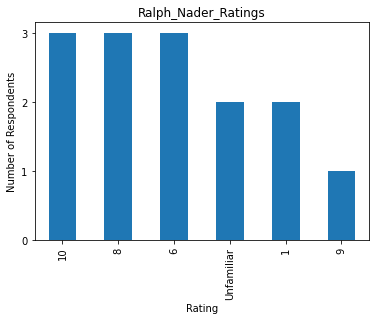 Ralph_Nader_Ratings
Number of Respondents
3
2
1
0
10
8
6
Unfamiliar
1
9
Rating